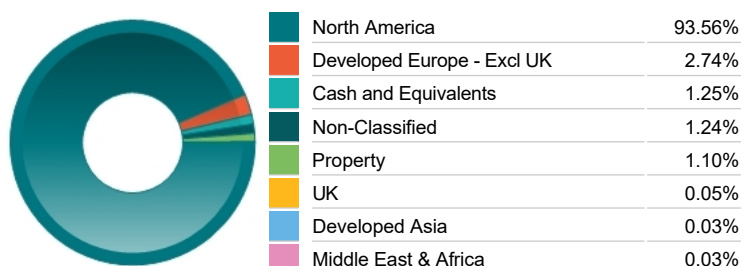 North America 93.56%
Developed Europe - Excl UK 2.74%
Cash and Equivalents 1.25%
Non-Classified 1.24%
Property 1.10%
UK 0.05%
Developed Asia 0.03%
Middle East & Africa 0.03%